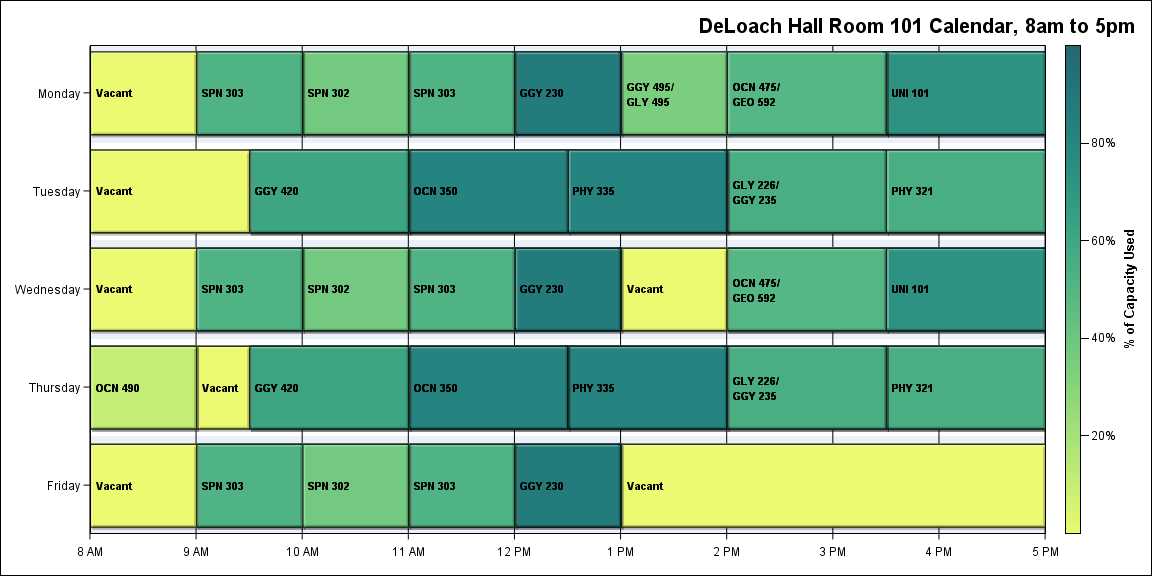 DeLoach Hall Room 101 Calendar, 8am to 5pm
Monday
Vacant
SPN 303
SPN 302
SPN 303
GGY 230
GGY 495/
GLY 495
OCN 475/
GEO 592
UNI 101
Tuesday
Vacant
GGY 420
OCN 350
PHY 335
GLY 226/
GGY 235
PHY 321
Wednesday
Vacant
SPN 303
SPN 302
SPN 303
GGY 230
Vacant
OCN 475/
GEO 592
UNI 101
Thursday
OCN 490
Vacant
GGY 420
OCN 350
PHY 335
GLY 226/
GGY 235
PHY 321
Friday
Vacant
SPN 303
SPN 302
SPN 303
GGY 230
Vacant
8 AM
9 AM
10 AM
11 AM
12 PM
1 PM
2 PM
3 PM
4 PM
5 PM
80%
60%
40%
20%
% of Capacity Used